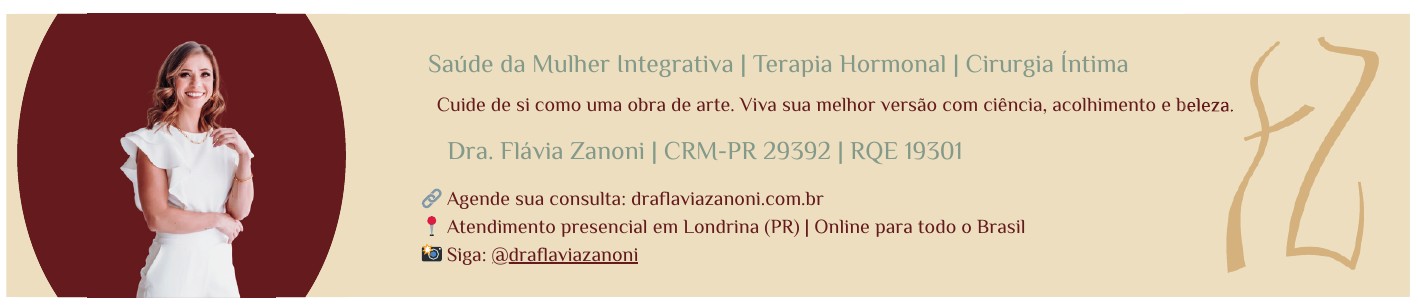 Saúde da Mulher Integrativa | Terapia Hormonal | Cirurgia Íntima
Cuide de si como uma obra de arte. Viva sua melhor versão com ciência, acolhimento e beleza.
Dra. Flávia Zanoni | CRM-PR 29392 | RQE 19301
🔗 Agende sua consulta: draflaviazanoni.com.br
📍 Atendimento presencial em Londrina (PR) | Online para todo o Brasil
📸 Siga: @draflaviazanoni